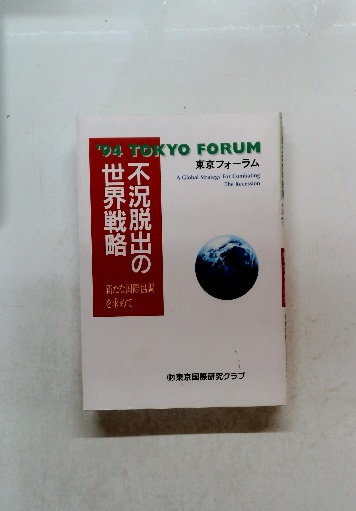 '94 TOKYO FORUM
東京フォーラム
A Global Strategy For Combating
The Recession
不況脱出の
世界戦略
新たな国際協調
を求めて
㈶東京国際研究クラブ